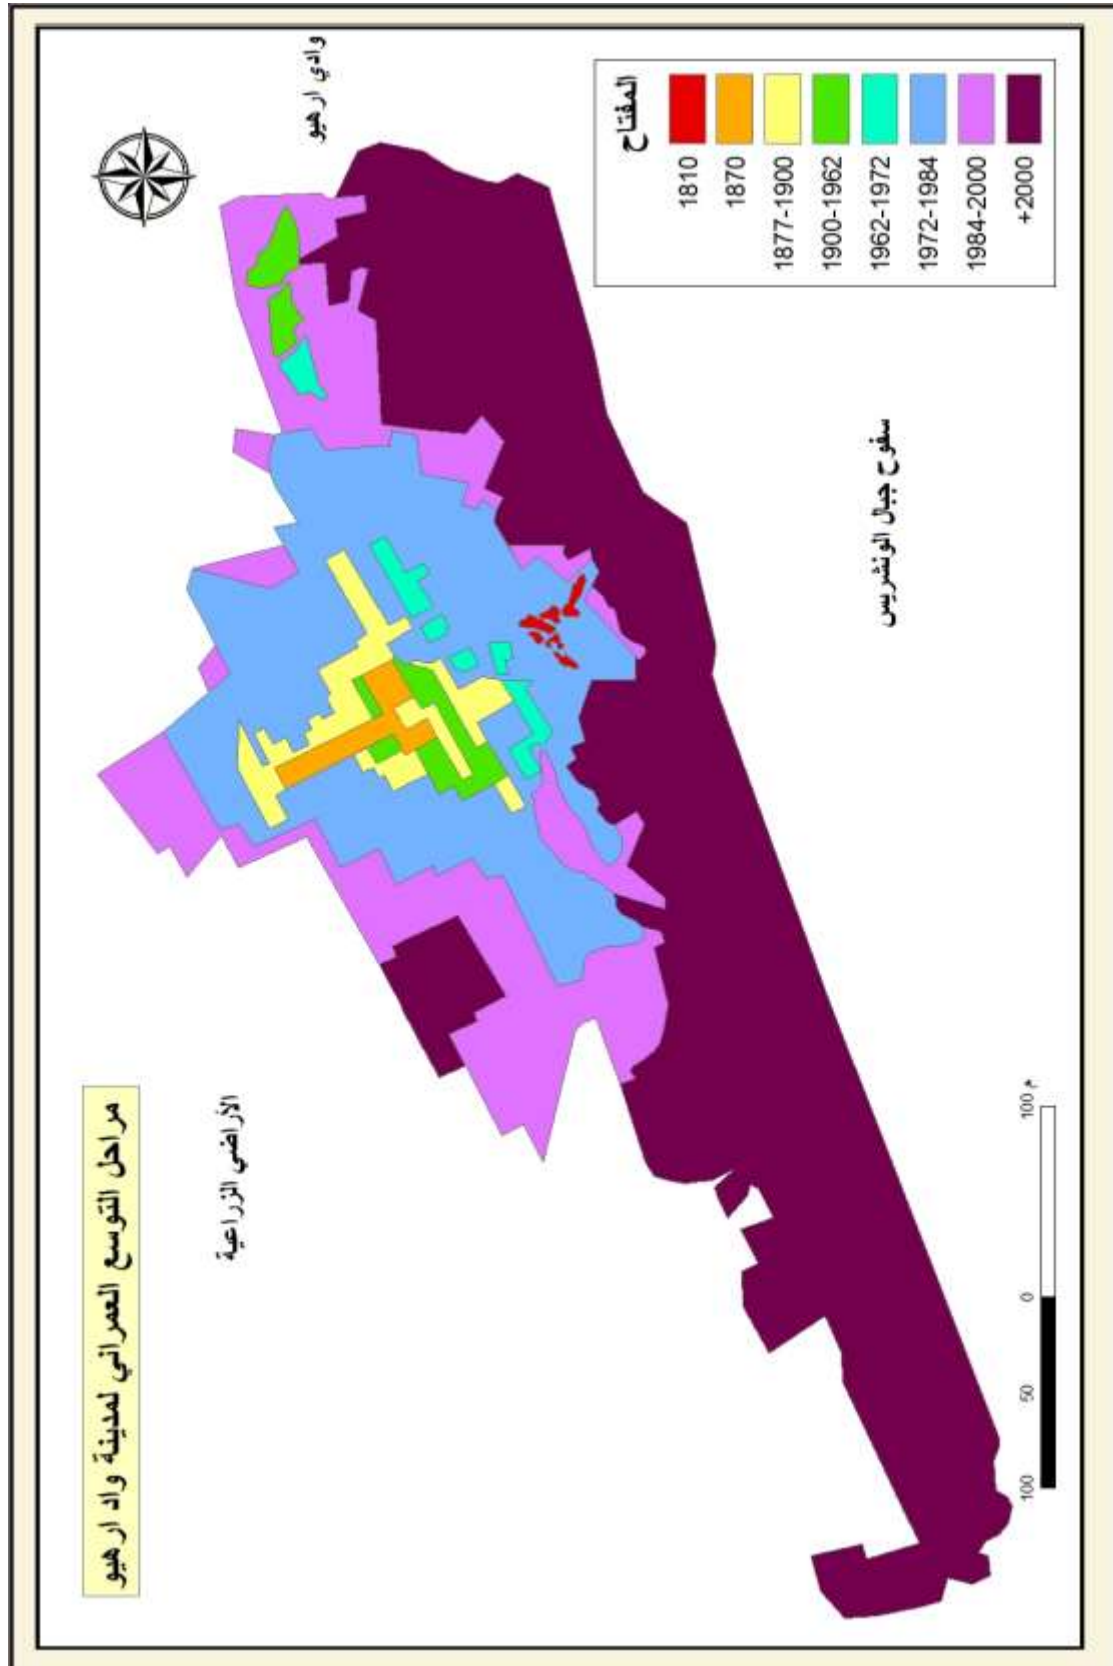 مراحل التوسع العمراني لمدينة واد ارهيو
وادي ارهيو
الأراضي الزراعية
سفوح جبال الونشريس
المفتاح
1810
1870
1877-1900
1900-1962
1962-1972
1972-1984
1984-2000
+2000
100 50 0 100 م